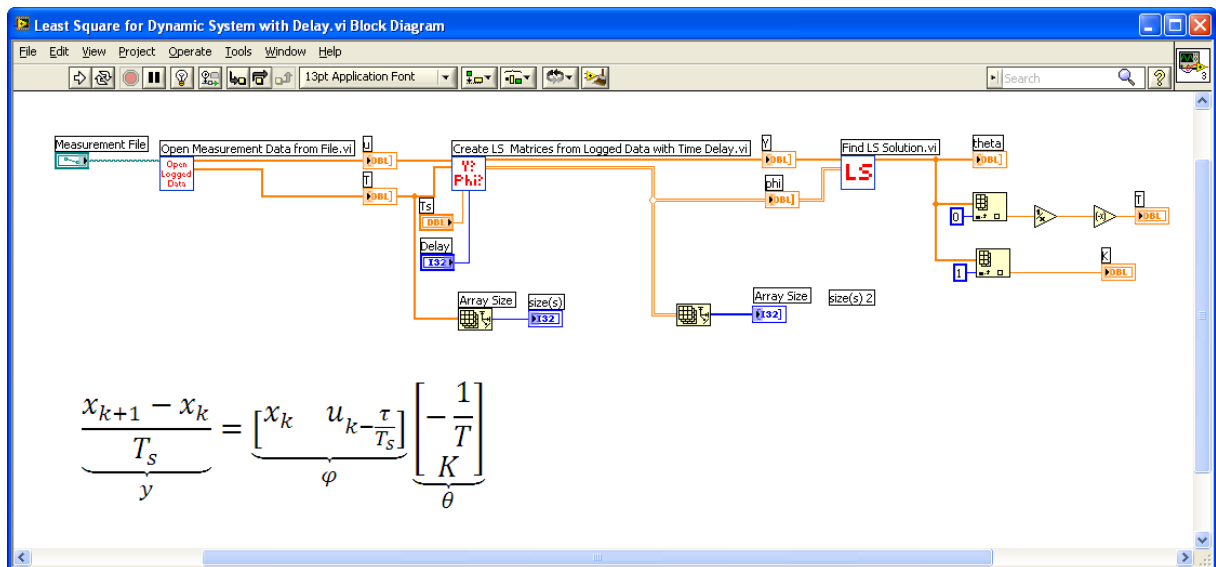 Least Square for Dynamic System with Delay.vi Block Diagram
File Edit View Project Operate Tools Window Help
13pt Application Font
Search
3
Measurement File
Open Measurement Data from File.vi
Open Logged Data
u
DBL]
T
DBL]
Ts
DBL
Delay
I32
Create LS Matrices from Logged Data with Time Delay.vi
Y?
Phi?
Y
DBL]
phi
DBL]
Find LS Solution.vi
LS
theta
DBL]
0
1/x
(-x)
T
DBL
1
K
DBL
Array Size
size(s)
I32
Array Size
size(s) 2
I32]
x_{k+1} - x_k / T_s = [x_k u_{k-τ/T_s}] [-1/T K]
y φ θ